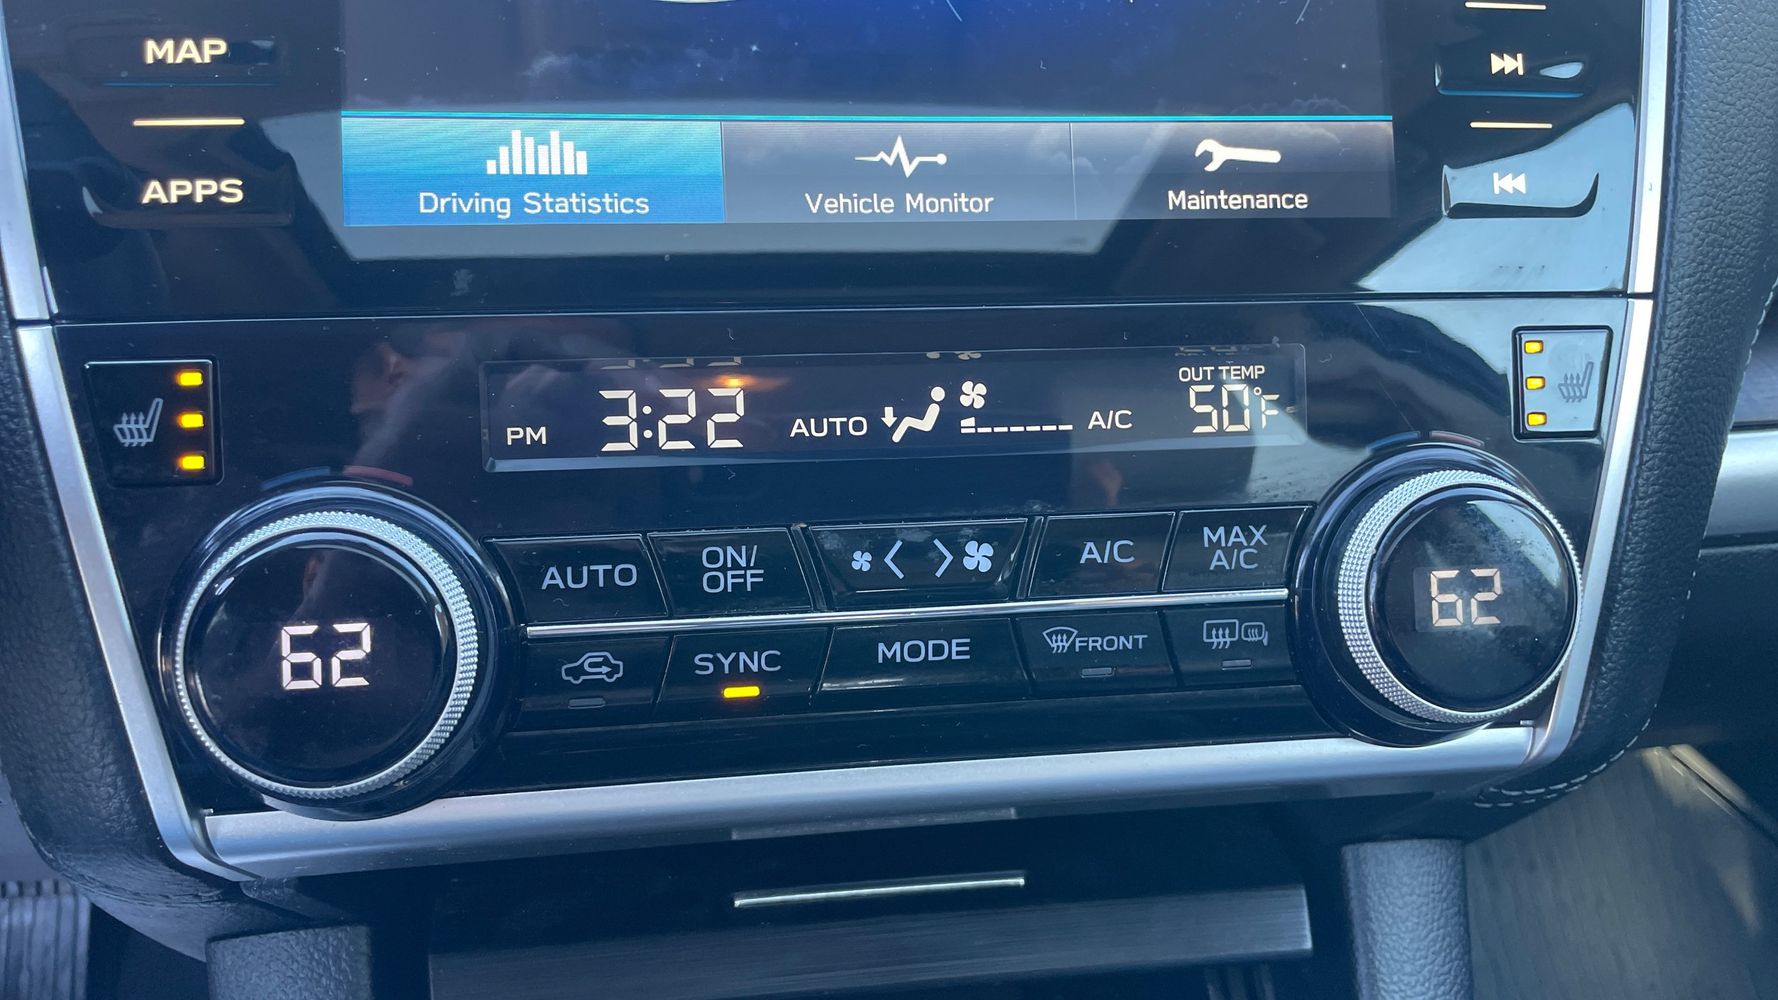 MAP
APPS
Driving Statistics
Vehicle Monitor
Maintenance
PM 3:22 AUTO A/C
OUT TEMP
50°F
AUTO
ON/
OFF
A/C
MAX
A/C
62
62
SYNC
MODE
FRONT